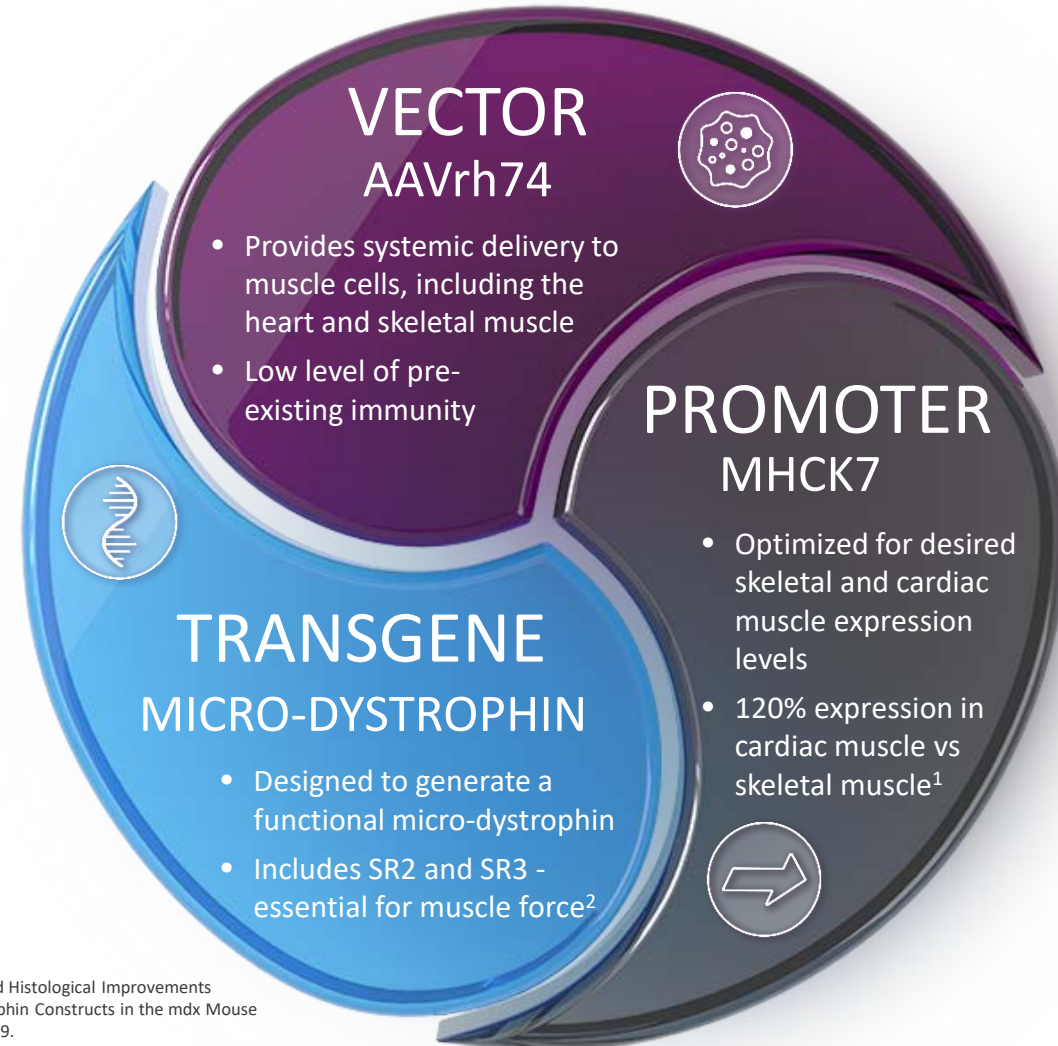 VECTOR
AAVrh74
• Provides systemic delivery to
muscle cells, including the
heart and skeletal muscle
• Low level of pre-
existing immunity
PROMOTER
MHCK7
• Optimized for desired
skeletal and cardiac
muscle expression
levels
• 120% expression in
cardiac muscle vs
skeletal muscle¹
TRANSGENE
MICRO-DYSTROPHIN
• Designed to generate a
functional micro-dystrophin
• Includes SR2 and SR3 -
essential for muscle force²
Histological Improvements
Constructs in the mdx Mouse
9.